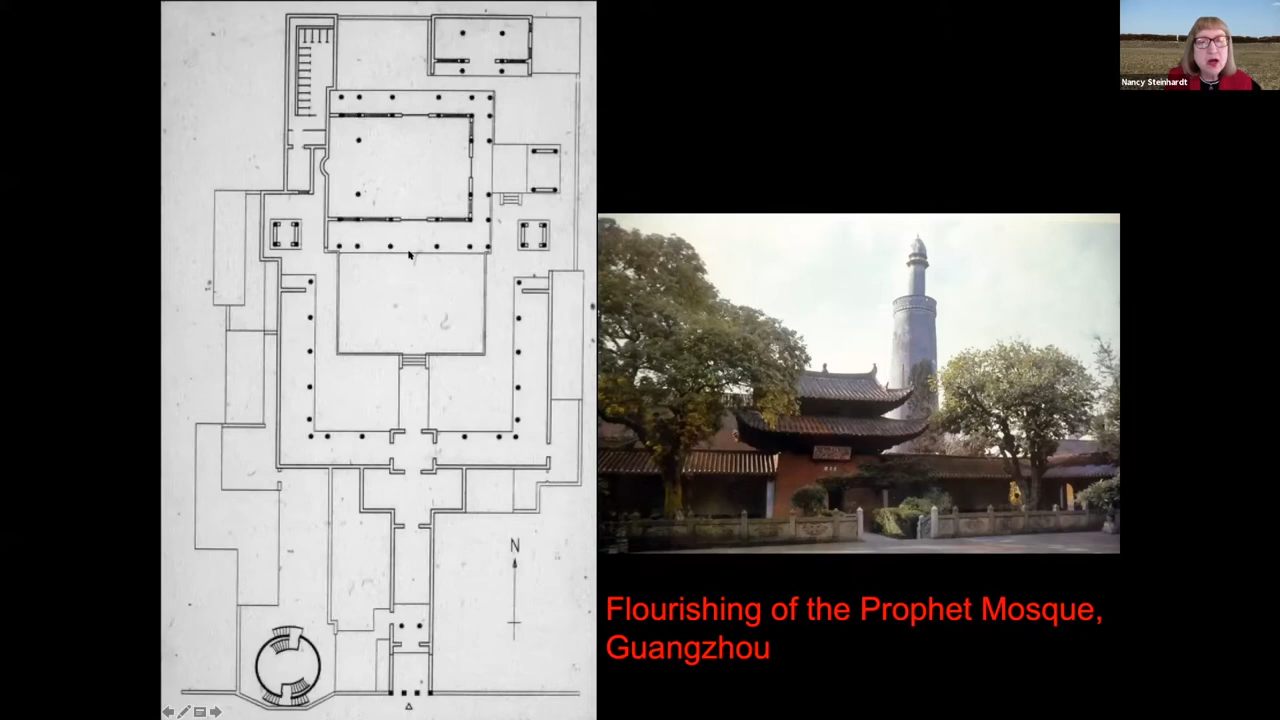 Nancy Steinhardt
N
Flourishing of the Prophet Mosque,
Guangzhou